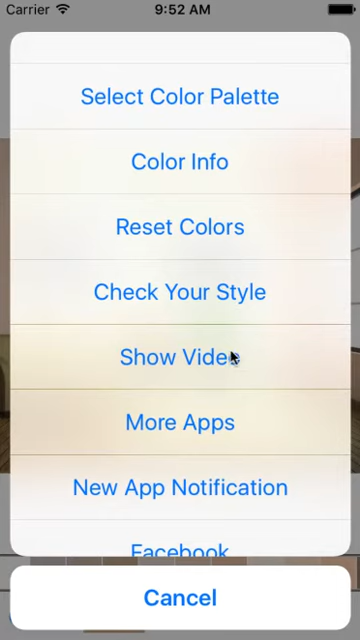 Carrier 9:52 AM
Select Color Palette
Color Info
Reset Colors
Check Your Style
Show Video
More Apps
New App Notification
Facebook
Cancel